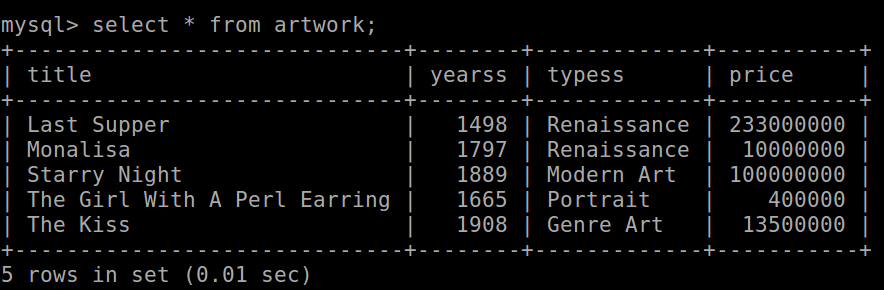 mysql> select * from artwork;
+------------------------------+--------+-------------+-----------+
| title                        | yearss | typess      | price     |
+------------------------------+--------+-------------+-----------+
| Last Supper                  |   1498 | Renaissance | 233000000 |
| Monalisa                     |   1797 | Renaissance |  10000000 |
| Starry Night                 |   1889 | Modern Art  | 100000000 |
| The Girl With A Perl Earring |   1665 | Portrait    |    400000 |
| The Kiss                     |   1908 | Genre Art   |  13500000 |
+------------------------------+--------+-------------+-----------+
5 rows in set (0.01 sec)